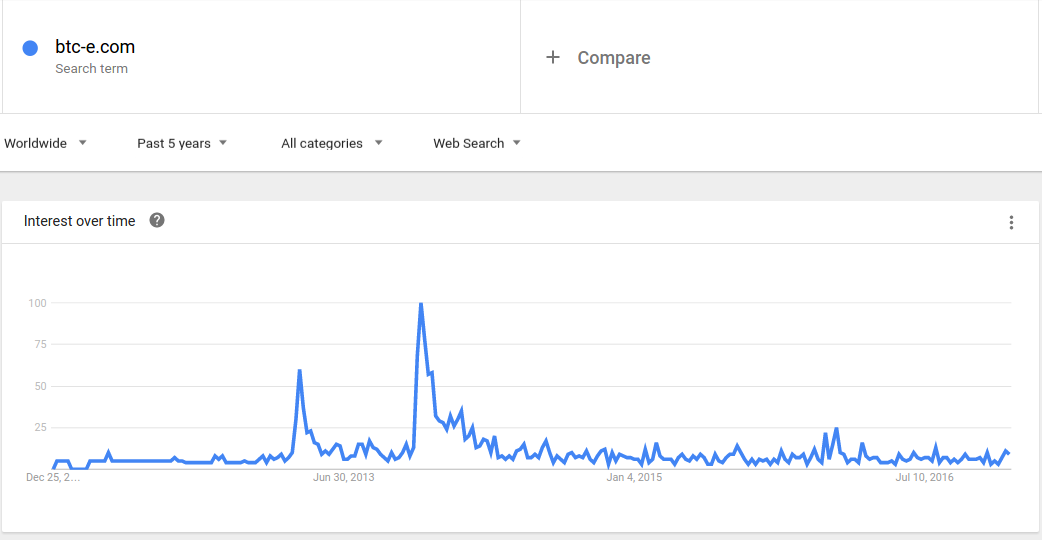 btc-e.com
Search term
+ Compare
Worldwide Past 5 years All categories Web Search
Interest over time ?
100
75
50
25
Dec 25, 2... Jun 30, 2013 Jan 4, 2015 Jul 10, 2016